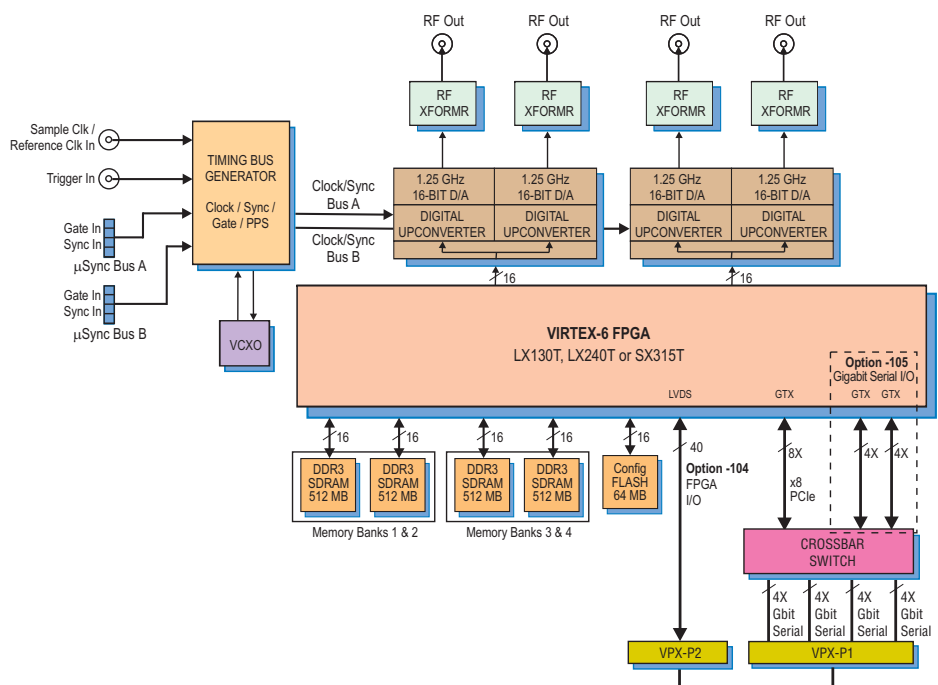 RF Out RF Out RF Out RF Out
RF XFORMR
RF XFORMR
RF XFORMR
RF XFORMR
Sample Clk /
Reference Clk In
Trigger In
Gate In
Sync In
µSync Bus A
Gate In
Sync In
µSync Bus B
TIMING BUS
GENERATOR
Clock / Sync /
Gate / PPS
VCXO
Clock/Sync
Bus A
Clock/Sync
Bus B
1.25 GHz
16-BIT D/A
DIGITAL
UPCONVERTER
1.25 GHz
16-BIT D/A
DIGITAL
UPCONVERTER
1.25 GHz
16-BIT D/A
DIGITAL
UPCONVERTER
1.25 GHz
16-BIT D/A
DIGITAL
UPCONVERTER
16
16
VIRTEX-6 FPGA
LX130T, LX240T or SX315T
Option -105
Gigabit Serial I/O
LVDS
GTX
GTX GTX
16
16
16
16
16
40
8X
4X
4X
DDR3
SDRAM
512 MB
DDR3
SDRAM
512 MB
Memory Banks 1 & 2
DDR3
SDRAM
512 MB
DDR3
SDRAM
512 MB
Memory Banks 3 & 4
Config
FLASH
64 MB
Option -104
FPGA
I/O
x8
PCIe
CROSSBAR
SWITCH
4X
Gbit
Serial
4X
Gbit
Serial
4X
Gbit
Serial
4X
Gbit
Serial
VPX-P2
VPX-P1